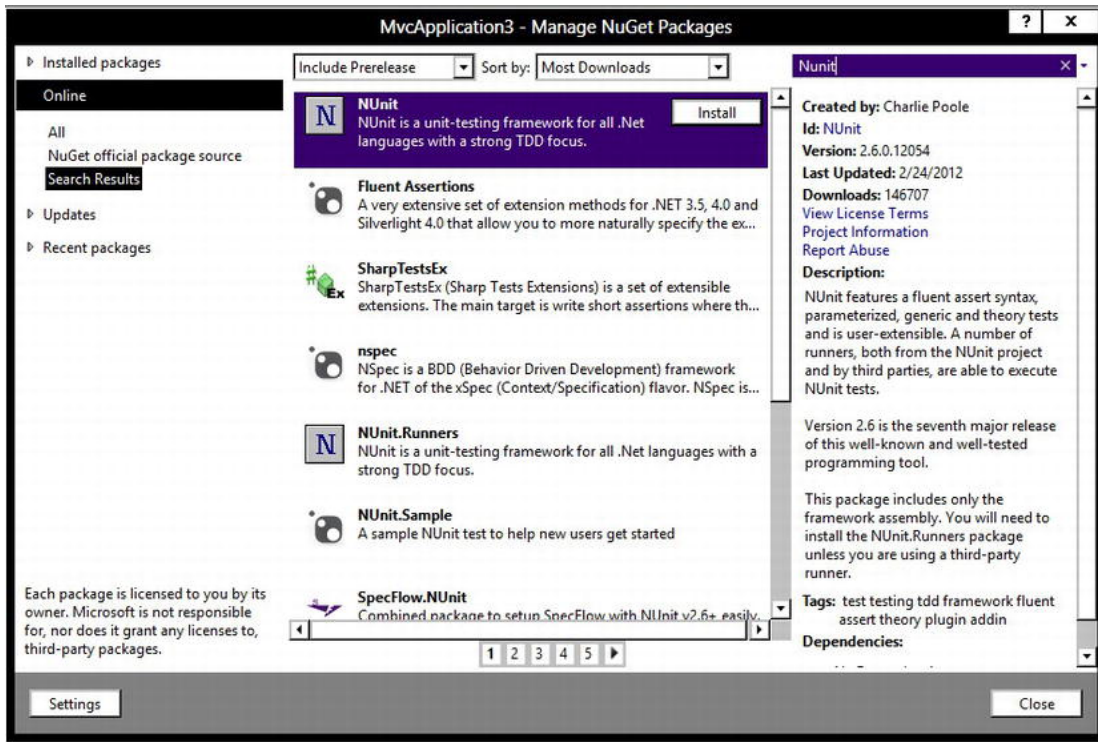 MvcApplication3 - Manage NuGet Packages
? X
Installed packages
Online
All
NuGet official package source
Search Results
Updates
Recent packages
Each package is licensed to you by its
owner. Microsoft is not responsible
for, nor does it grant any licenses to,
third-party packages.
Include Prerelease Sort by: Most Downloads
N
NUnit
NUnit is a unit-testing framework for all .Net
languages with a strong TDD focus.
Install
Fluent Assertions
A very extensive set of extension methods for .NET 3.5, 4.0 and
Silverlight 4.0 that allow you to more naturally specify the ex...
# Ex
SharpTestsEx
SharpTestsEx (Sharp Tests Extensions) is a set of extensible
extensions. The main target is write short assertions where th...
nspec
NSpec is a BDD (Behavior Driven Development) framework
for .NET of the xSpec (Context/Specification) flavor. NSpec is...
N
NUnit.Runners
NUnit is a unit-testing framework for all .Net languages with a
strong TDD focus.
NUnit.Sample
A sample NUnit test to help new users get started
SpecFlow.NUnit
Combined package to setup SpecFlow with NUnit v2.6+ easily.
1 2 3 4 5
Nunit
Created by: Charlie Poole
Id: NUnit
Version: 2.6.0.12054
Last Updated: 2/24/2012
Downloads: 146707
View License Terms
Project Information
Report Abuse
Description:
NUnit features a fluent assert syntax,
parameterized, generic and theory tests
and is user-extensible. A number of
runners, both from the NUnit project
and by third parties, are able to execute
NUnit tests.
Version 2.6 is the seventh major release
of this well-known and well-tested
programming tool.
This package includes only the
framework assembly. You will need to
install the NUnit.Runners package
unless you are using a third-party
runner.
Tags: test testing tdd framework fluent
assert theory plugin addin
Dependencies:
Settings
Close